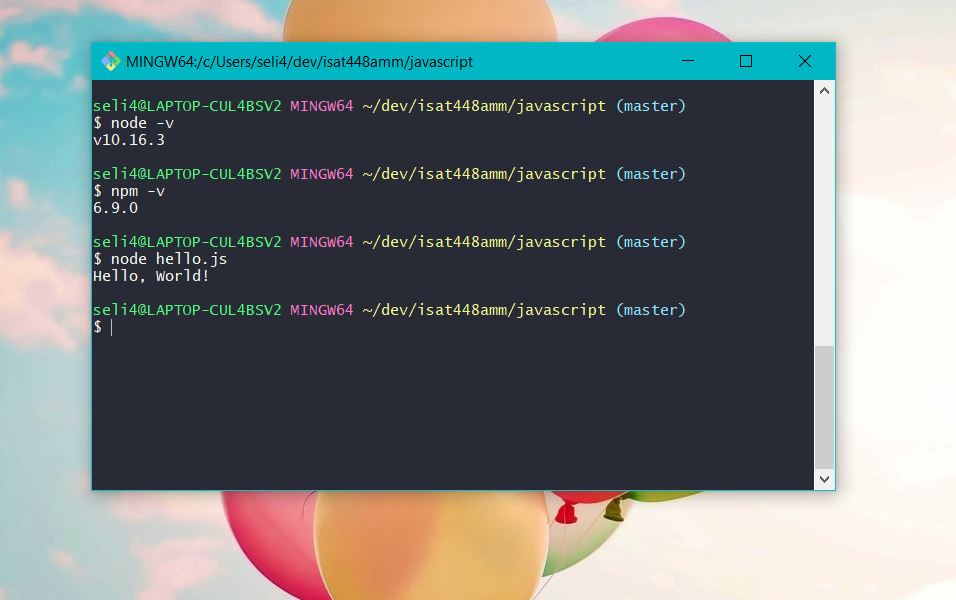 MINGW64:/c/Users/seli4/dev/isat448amm/javascript
seli4@LAPTOP-CUL4BSV2 MINGW64 ~/dev/isat448amm/javascript (master)
$ node -v
v10.16.3
seli4@LAPTOP-CUL4BSV2 MINGW64 ~/dev/isat448amm/javascript (master)
$ npm -v
6.9.0
seli4@LAPTOP-CUL4BSV2 MINGW64 ~/dev/isat448amm/javascript (master)
$ node hello.js
Hello, World!
seli4@LAPTOP-CUL4BSV2 MINGW64 ~/dev/isat448amm/javascript (master)
$